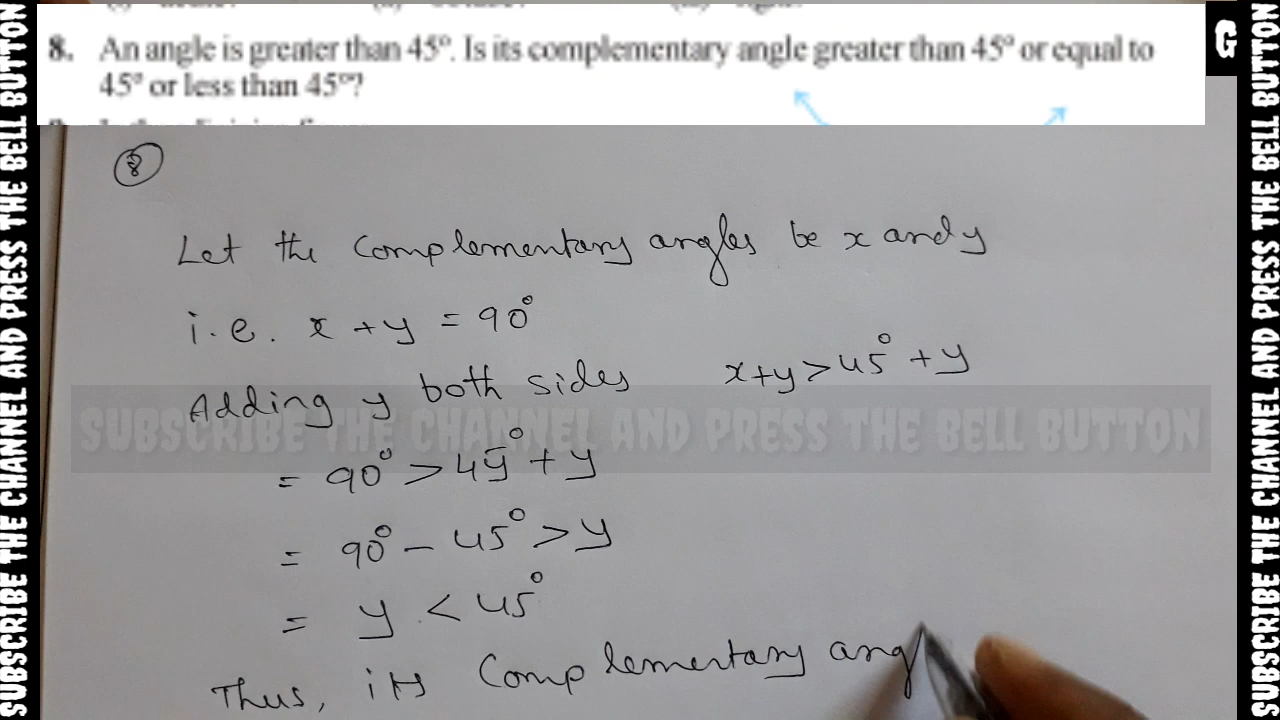 8. An angle is greater than 45°. Is its complementary angle greater than 45° or equal to
45° or less than 45°?
8
Let the complementary angles be x and y
i.e. x + y = 90°
Adding y both sides x+y > 45° + y
= 90° > 45° + y
= 90° - 45° > y
= y < 45°
Thus, its Complementary ang
SUBSCRIBE THE CHANNEL AND PRESS THE BELL BUTTON
SUBSCRIBE THE CHANNEL AND PRESS THE BELL BUTTON
SUBSCRIBE THE CHANNEL AND PRESS THE BELL BUTTON
G